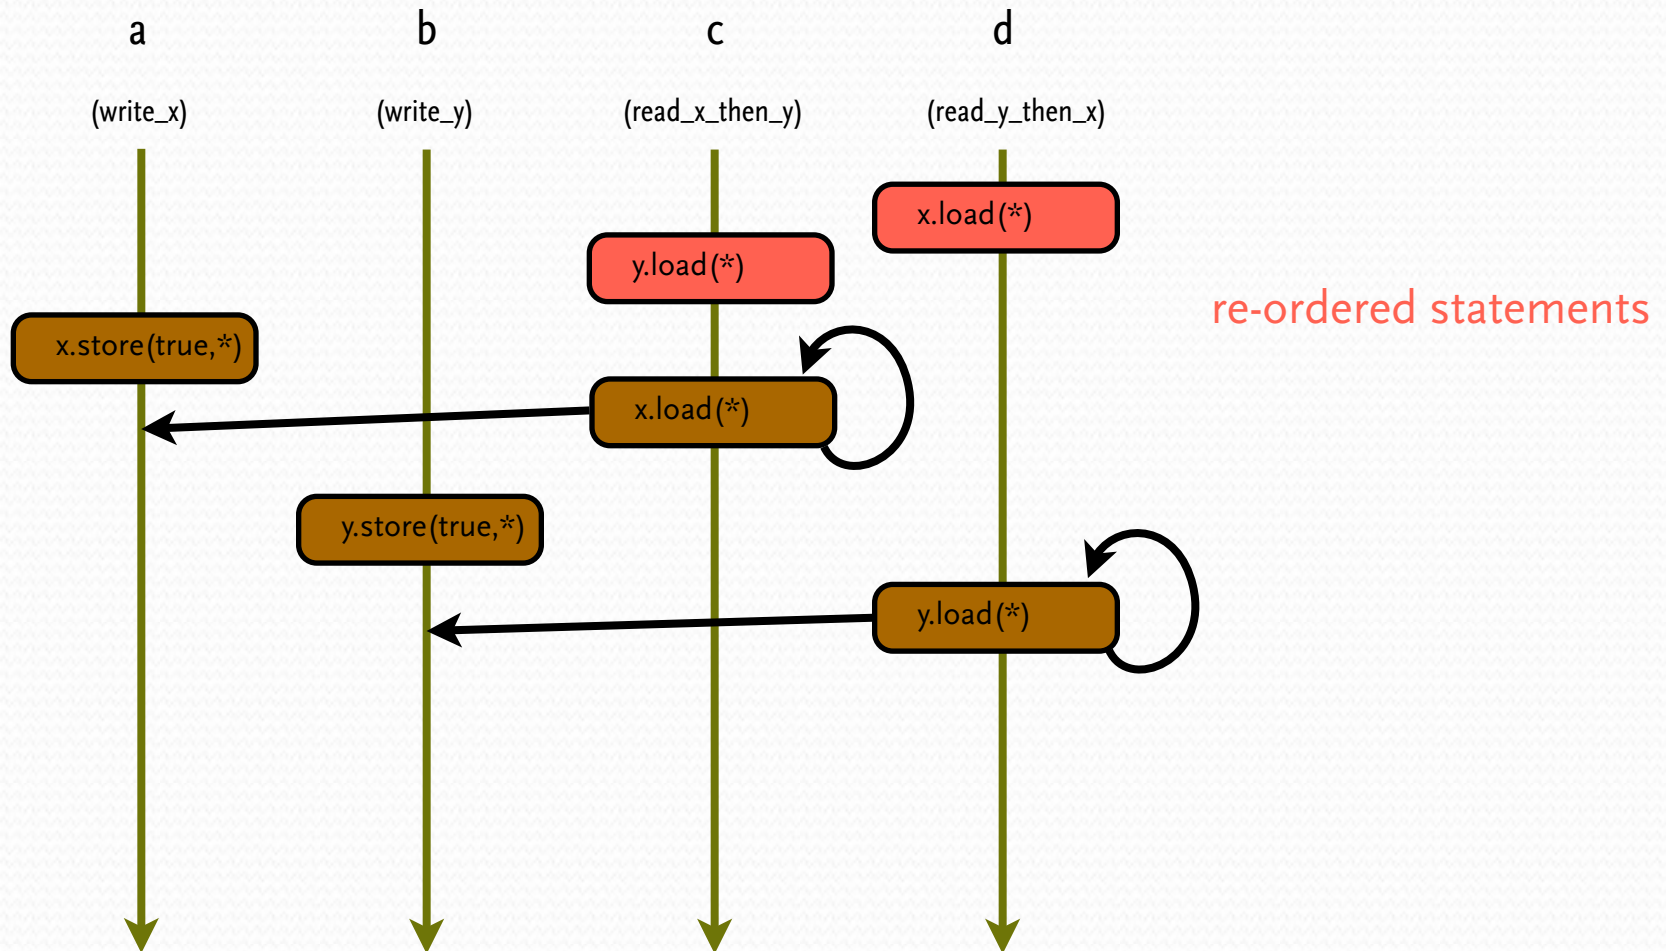 a
b
c
d
(write_x)
(write_y)
(read_x_then_y)
(read_y_then_x)
x.load(*)
y.load(*)
re-ordered statements
x.store(true,*)
x.load(*)
y.store(true,*)
y.load(*)